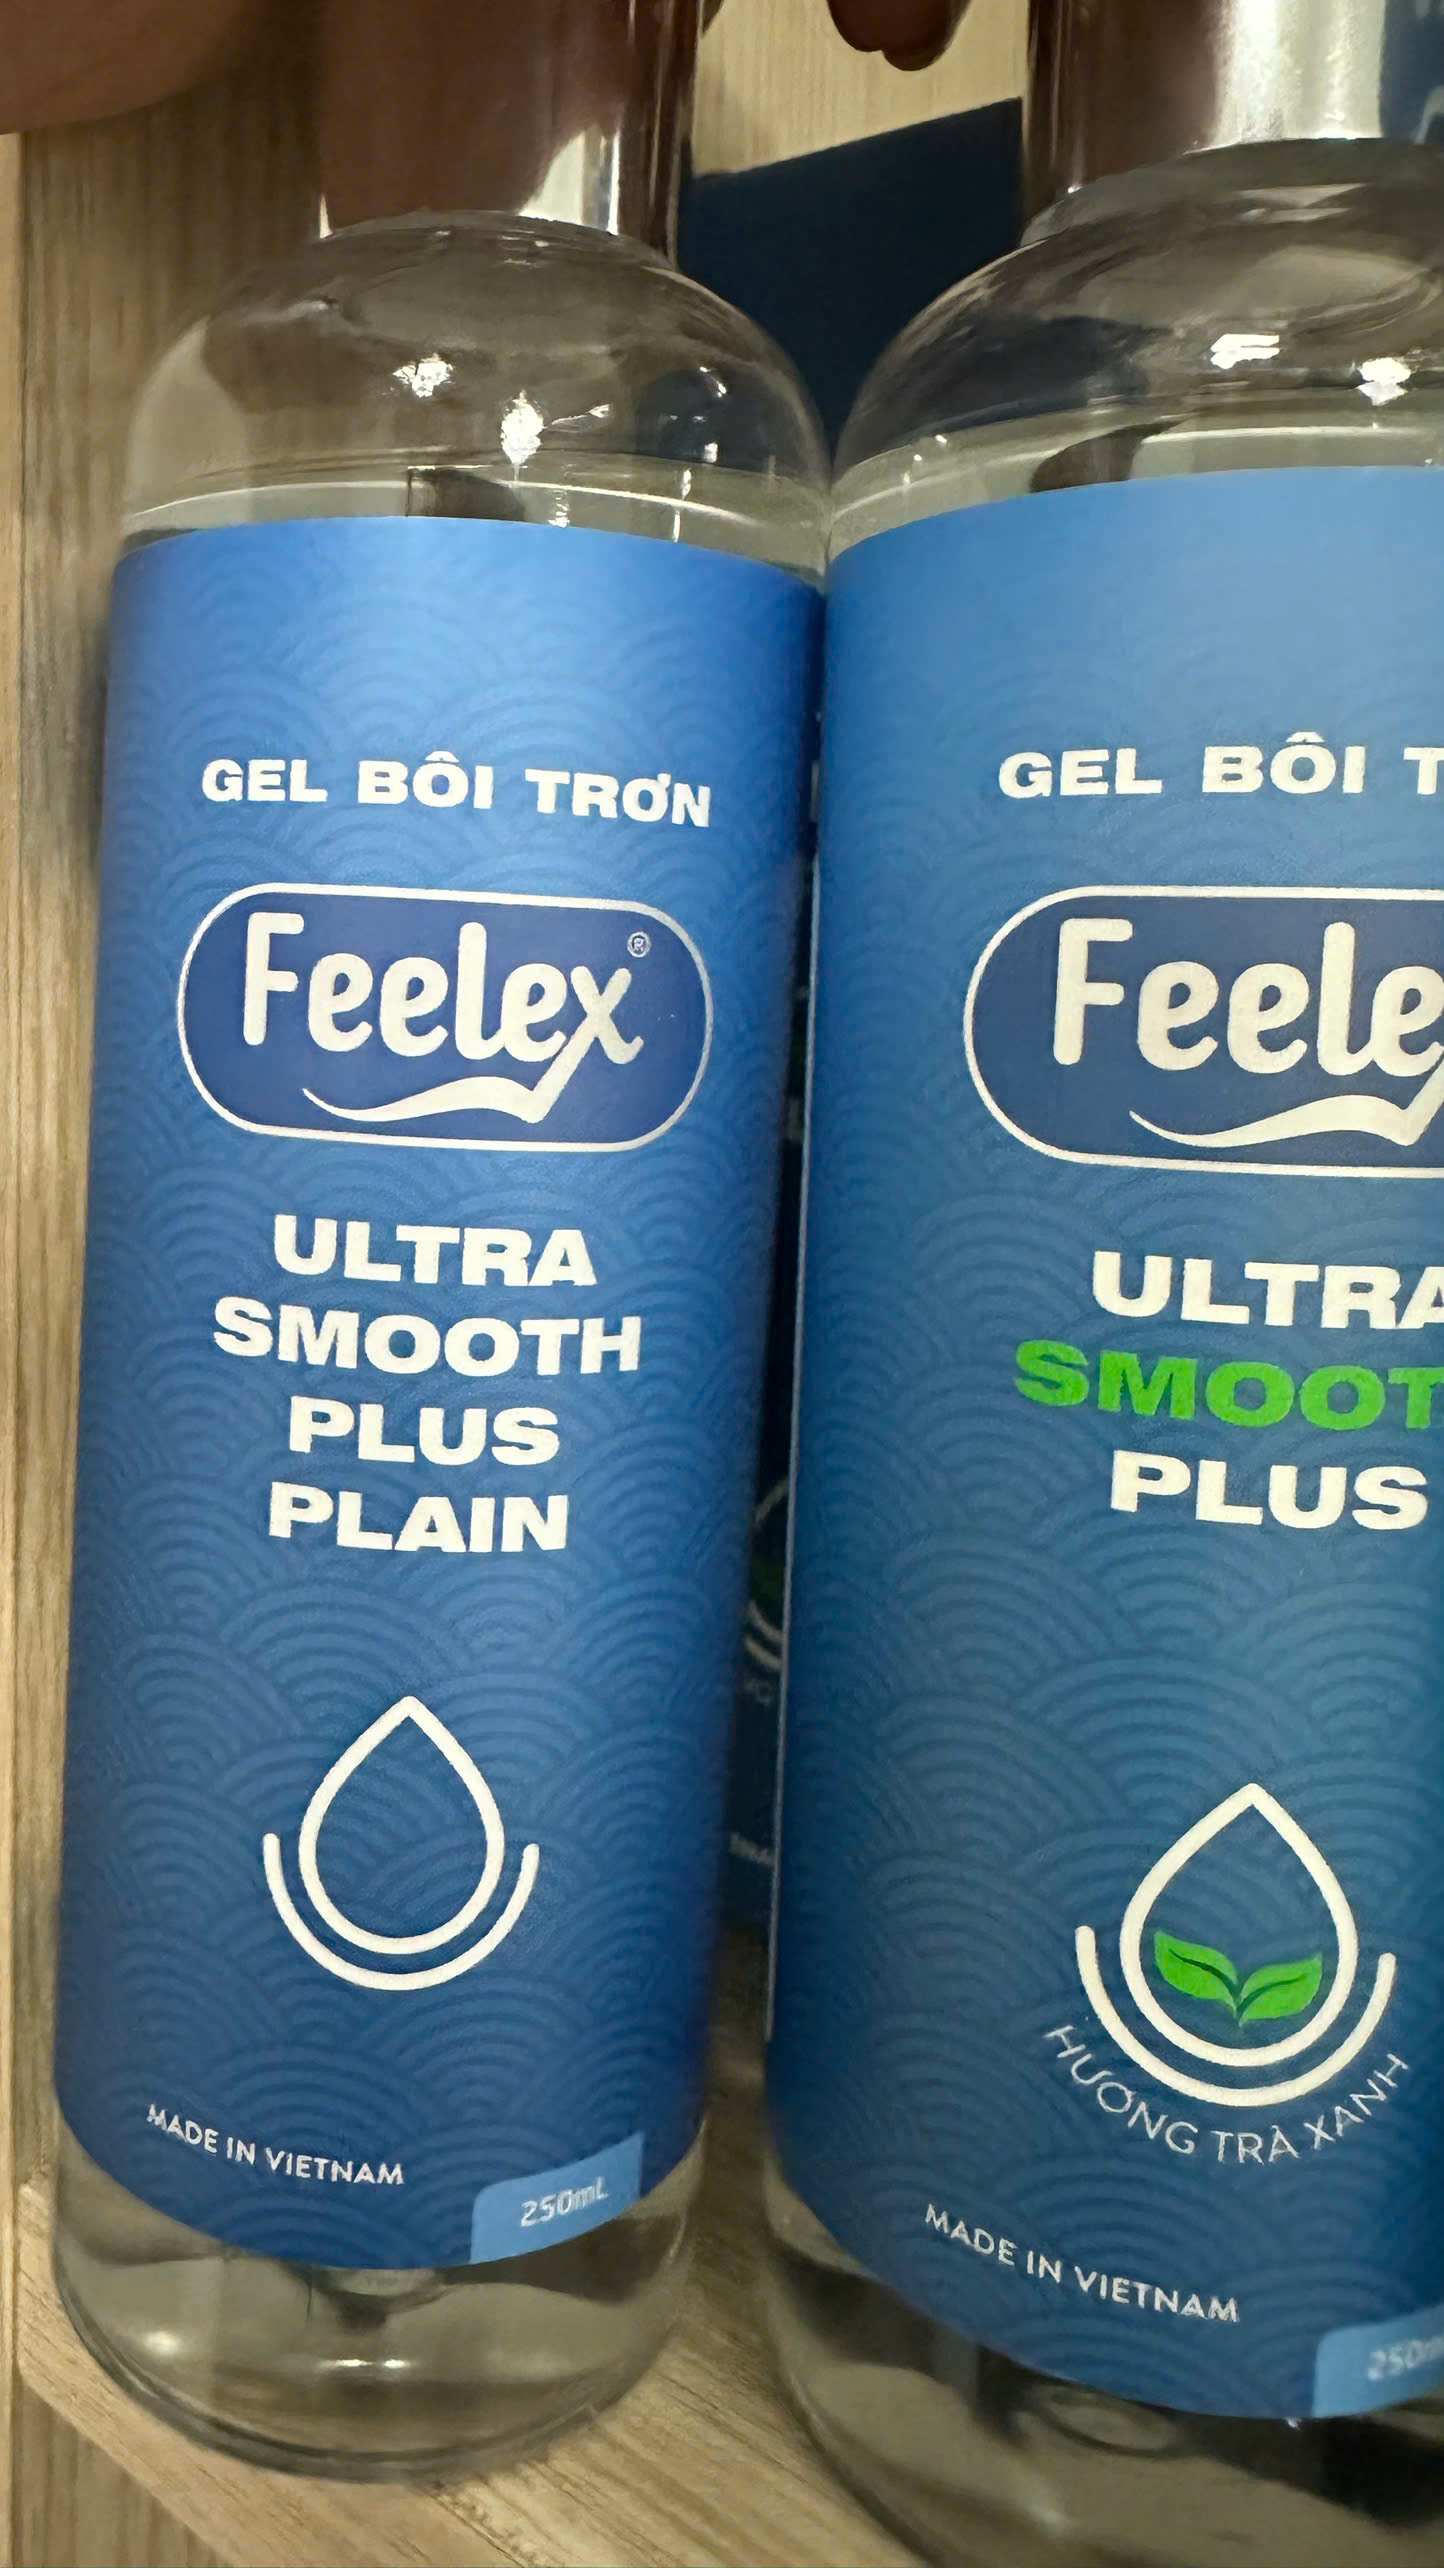 GEL BÔI TRƠN
Feelex
ULTRA
SMOOTH
PLUS
PLAIN
MADE IN VIETNAM
250mL
GEL BÔI T
Feele
ULTRA
SMOOT
PLUS
HƯƠNG TRÀ XANH
MADE IN VIETNAM
250m